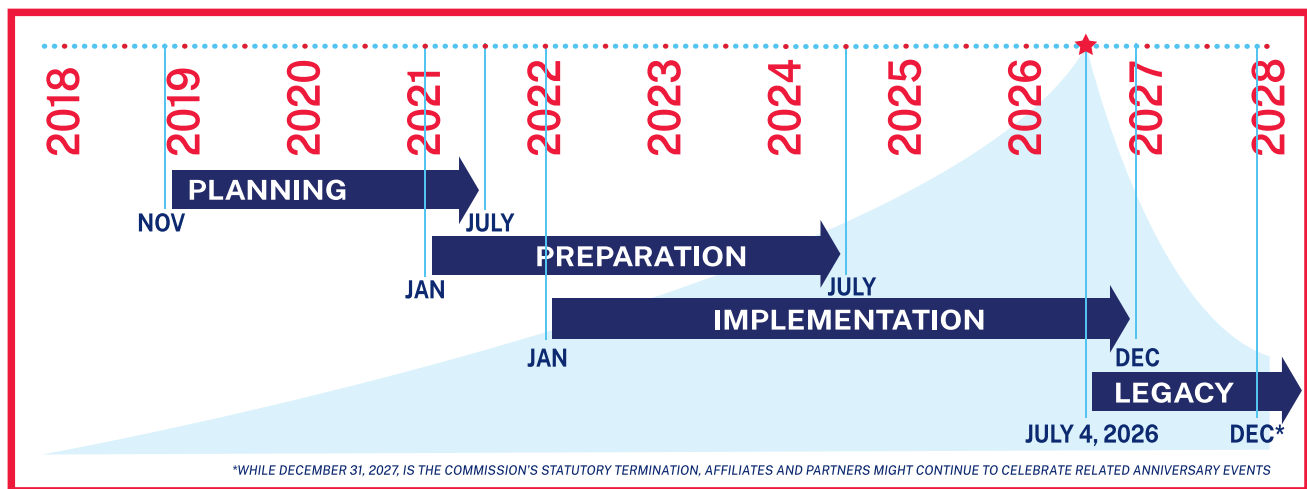 2018 2019 2020 2021 2022 2023 2024 2025 2026 2027 2028
PLANNING
NOV JULY
PREPARATION
JAN JULY
IMPLEMENTATION
JAN DEC
LEGACY
JULY 4, 2026 DEC*
*WHILE DECEMBER 31, 2027, IS THE COMMISSION'S STATUTORY TERMINATION, AFFILIATES AND PARTNERS MIGHT CONTINUE TO CELEBRATE RELATED ANNIVERSARY EVENTS